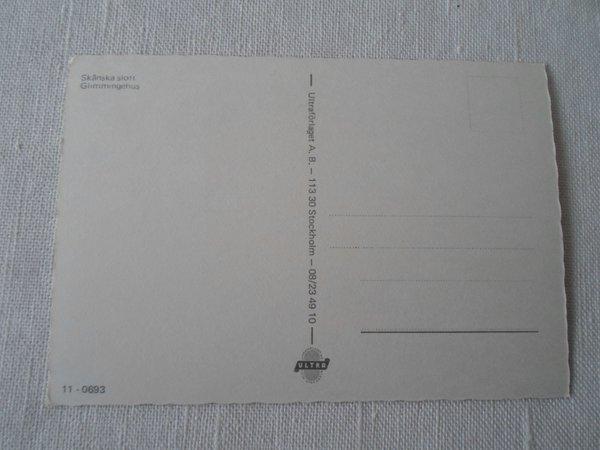 Skånska slott.
Glimmingehus
Ultraförlaget A. B. – 113 30 Stockholm – 08/23 49 10
ULTRA
11 - 0693